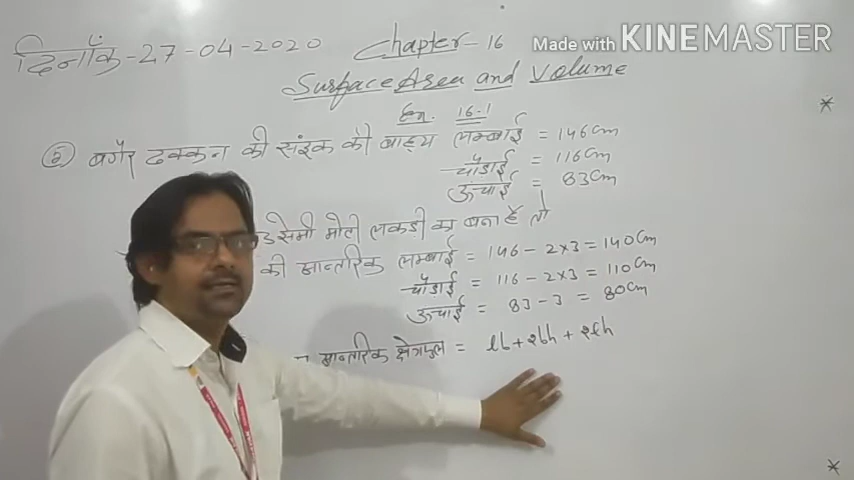 दिनाँक-27-04-2020 Chapter-16
Made with KINEMASTER
Surface Area and Volume
En. 16.1
⑤ बगैर ढक्कन की संदूक की बाह्य लम्बाई = 146cm
चौड़ाई = 116cm
ऊंचाई = 83cm
3 सेमी मोटी लकडी का बना है तो
की आन्तरिक लम्बाई = 146 - 2×3 = 140cm
चौडाई = 116 - 2×3 = 110cm
ऊंचाई = 83 - 3 = 80cm
आन्तरिक क्षेत्रफल = lb + 2bh + 2lh